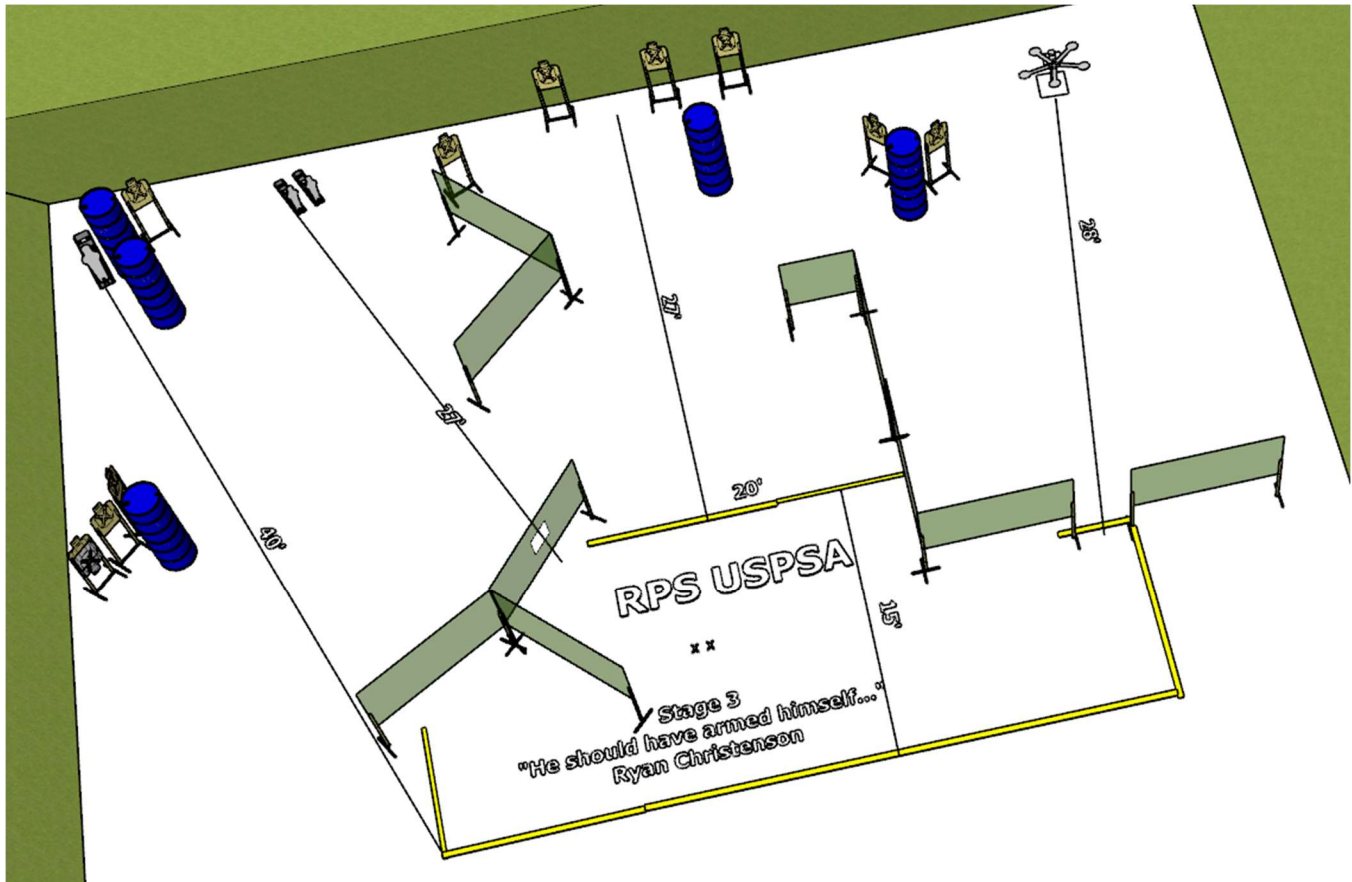 28'
27'
27'
20'
40'
RPS USPSA
15'
x x
Stage 3
"He should have armed himself..."
Ryan Christenson